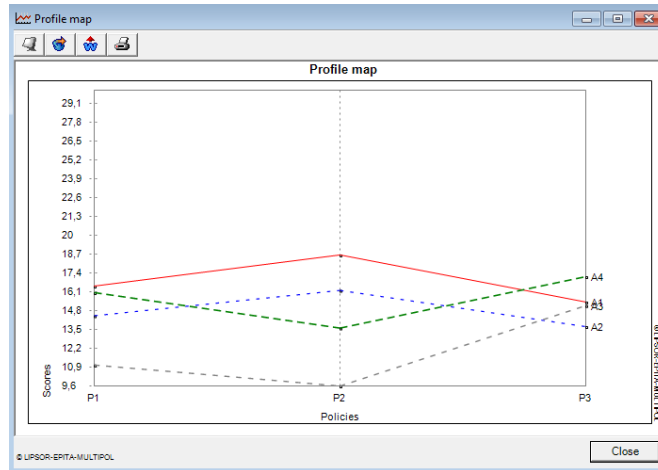 Profile map
Profile map
29,1
27,8
26,5
25,2
23,9
22,6
21,3
20
18,7
17,4
16,1
14,8
13,5
12,2
10,9
9,6
Scores
P1
P2
P3
Policies
A4
A1
A3
A2
© LIPSOR-EPITA-MULTIPOL
Close